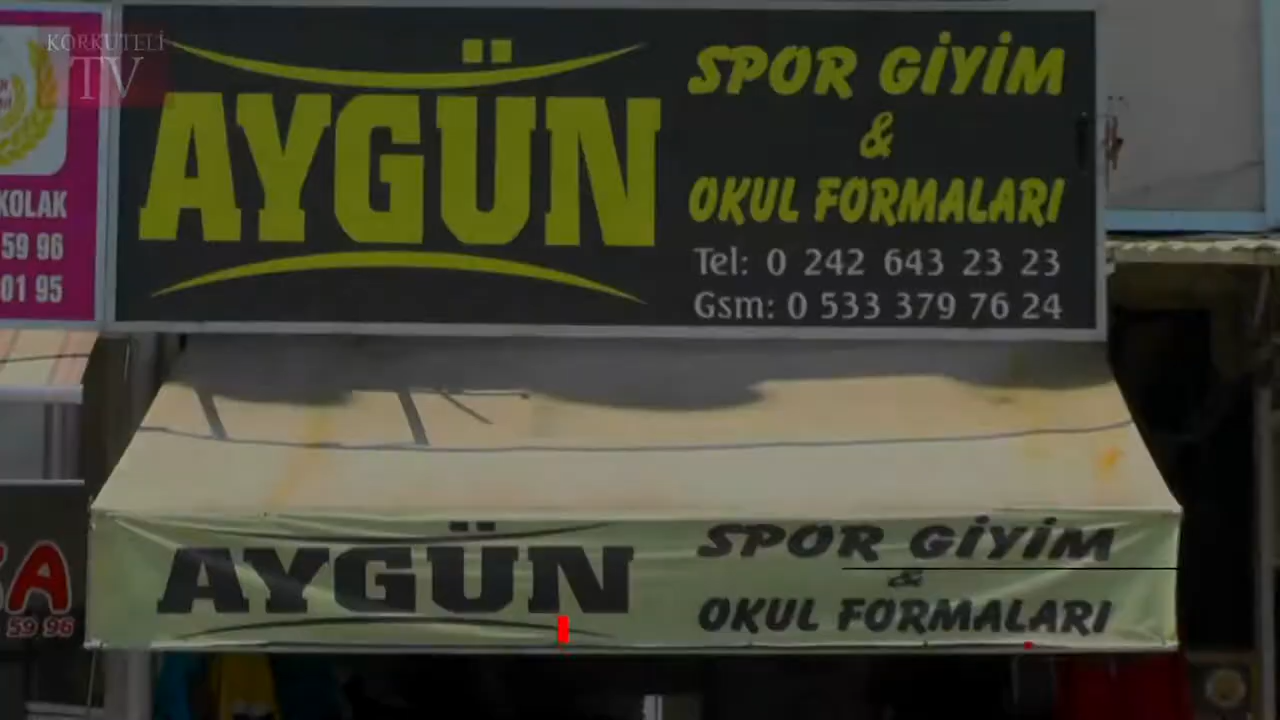 KORKUTELİ
TV
AYGÜN
SPOR GİYİM
&
OKUL FORMALARI
Tel: 0 242 643 23 23
Gsm: 0 533 379 76 24
KOLAK
59 96
01 95
AYGÜN
SPOR GİYİM
&
OKUL FORMALARI
59 96